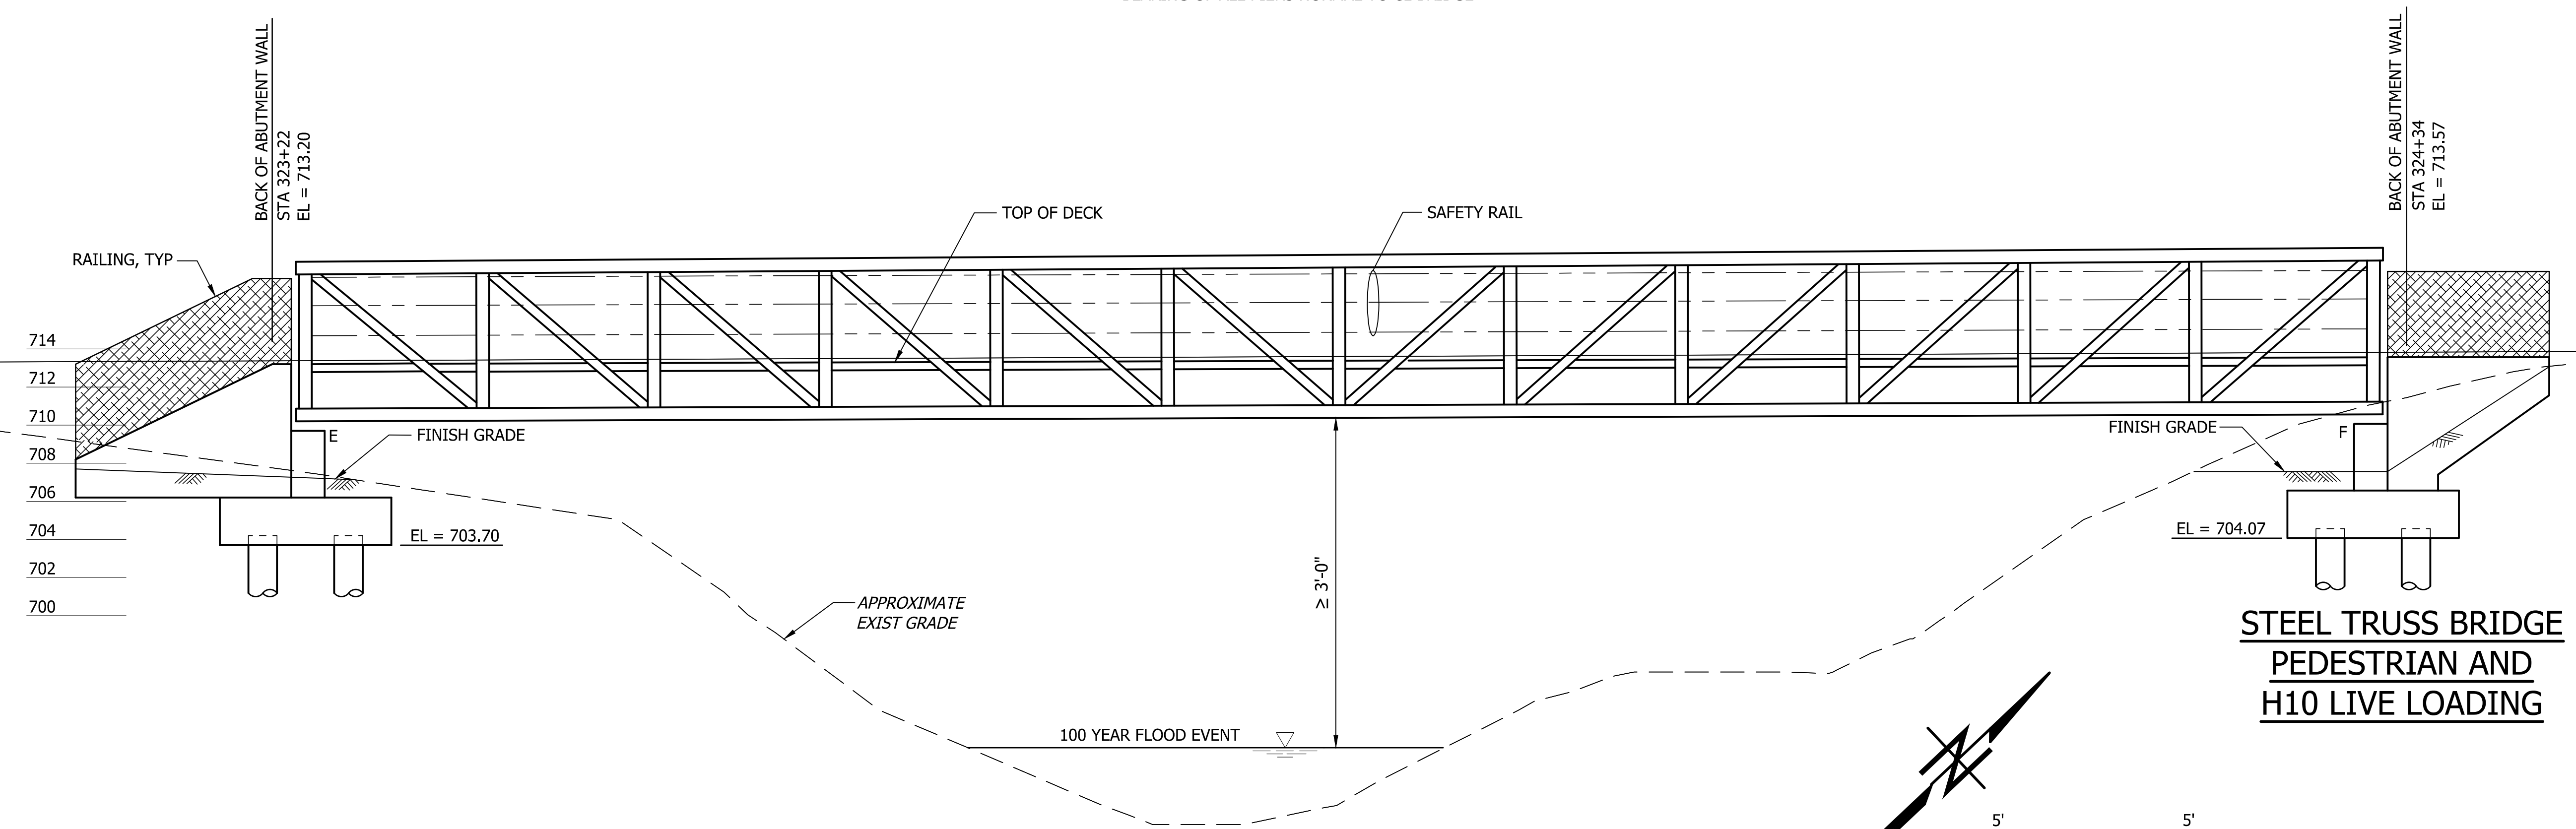 BACK OF ABUTMENT WALL
STA 323+22
EL = 713.20
BACK OF ABUTMENT WALL
STA 324+34
EL = 713.57
TOP OF DECK
SAFETY RAIL
RAILING, TYP
714
712
710
708
706
704
702
700
E
FINISH GRADE
FINISH GRADE
F
EL = 703.70
EL = 704.07
≥ 3'-0"
APPROXIMATE
EXIST GRADE
100 YEAR FLOOD EVENT
STEEL TRUSS BRIDGE
PEDESTRIAN AND
H10 LIVE LOADING
N
5'
5'